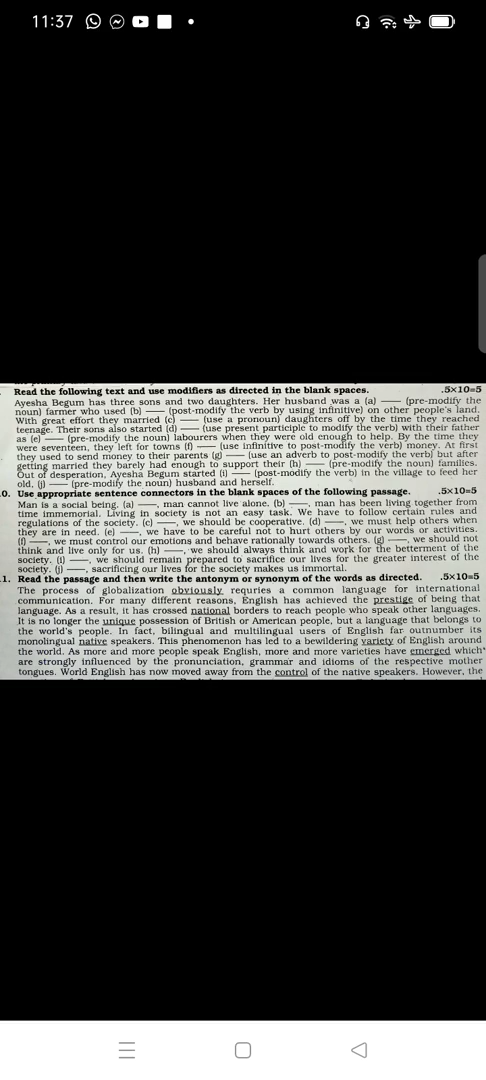 11:37
Read the following text and use modifiers as directed in the blank spaces. .5×10=5
Ayesha Begum has three sons and two daughters. Her husband was a (a) —— (pre-modify the
noun) farmer who used (b) —— (post-modify the verb by using infinitive) on other people's land.
With great effort they married (c) —— (use a pronoun) daughters off by the time they reached
teenage. Their sons also started (d) —— (use present participle to modify the verb) with their father
as (e) —— (pre-modify the noun) labourers when they were old enough to help. By the time they
were seventeen, they left for towns (f) —— (use infinitive to post-modify the verb) money. At first
they used to send money to their parents (g) —— (use an adverb to post-modify the verb) but after
getting married they barely had enough to support their (h) —— (pre-modify the noun) families.
Out of desperation, Ayesha Begum started (i) —— (post-modify the verb) in the village to feed her
old, (j) —— (pre-modify the noun) husband and herself.
0. Use appropriate sentence connectors in the blank spaces of the following passage. .5×10=5
Man is a social being. (a) ——, man cannot live alone. (b) ——, man has been living together from
time immemorial. Living in society is not an easy task. We have to follow certain rules and
regulations of the society. (c) ——, we should be cooperative. (d) ——, we must help others when
they are in need. (e) ——, we have to be careful not to hurt others by our words or activities.
(f) ——, we must control our emotions and behave rationally towards others. (g) ——, we should not
think and live only for us. (h) ——, we should always think and work for the betterment of the
society. (i) ——, we should remain prepared to sacrifice our lives for the greater interest of the
society. (j) ——, sacrificing our lives for the society makes us immortal.
1. Read the passage and then write the antonym or synonym of the words as directed. .5×10=5
The process of globalization obviously requries a common language for international
communication. For many different reasons, English has achieved the prestige of being that
language. As a result, it has crossed national borders to reach people who speak other languages.
It is no longer the unique possession of British or American people, but a language that belongs to
the world's people. In fact, bilingual and multilingual users of English far outnumber its
monolingual native speakers. This phenomenon has led to a bewildering variety of English around
the world. As more and more people speak English, more and more varieties have emerged which
are strongly influenced by the pronunciation, grammar and idioms of the respective mother
tongues. World English has now moved away from the control of the native speakers. However, the